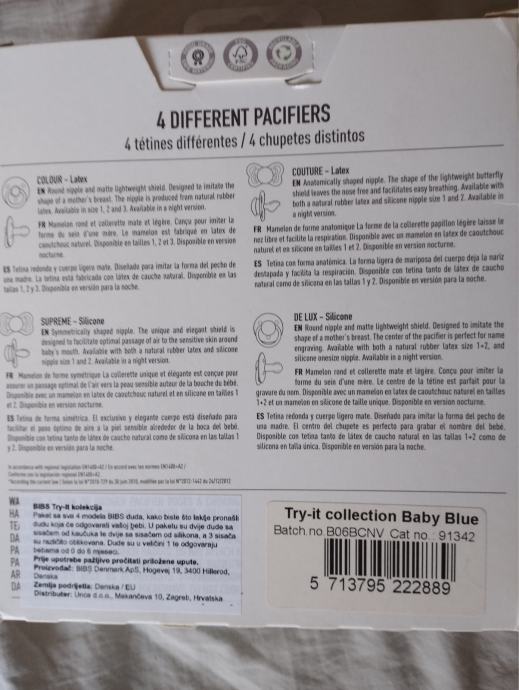 4 DIFFERENT PACIFIERS
4 tétines différentes / 4 chupetes distintos
COLOUR - Latex
EN Round nipple and matte lightweight shield. Designed to imitate the
shape of a mother's breast. The nipple is produced from natural rubber
latex. Available in size 1, 2 and 3. Available in a night version.
FR Mamelon rond et collerette mate et légère. Conçu pour imiter la
forme du sein d'une mère. Le mamelon est fabriqué en latex de
caoutchouc naturel. Disponible en tailles 1, 2 et 3. Disponible en version
nocturne.
ES Tetina redonda y cuerpo ligero mate. Diseñado para imitar la forma del pecho de
una madre. La tetina está fabricada con látex de caucho natural. Disponible en las
tallas 1, 2 y 3. Disponible en versión para la noche.
COUTURE - Latex
EN Anatomically shaped nipple. The shape of the lightweight butterfly
shield leaves the nose free and facilitates easy breathing. Available with
both a natural rubber latex and silicone nipple size 1 and 2. Available in
a night version.
FR Mamelon de forme anatomique La forme de la collerette papillon légère laisse le
nez libre et facilite la respiration. Disponible avec un mamelon en latex de caoutchouc
naturel et en silicone en tailles 1 et 2. Disponible en version nocturne.
ES Tetina con forma anatómica. La forma ligera de mariposa del cuerpo deja la nariz
destapada y facilita la respiración. Disponible con tetina tanto de látex de caucho
natural como de silicona en las tallas 1 y 2. Disponible en versión para la noche.
SUPREME - Silicone
EN Symmetrically shaped nipple. The unique and elegant shield is
designed to facilitate optimal passage of air to the sensitive skin around
baby's mouth. Available with both a natural rubber latex and silicone
nipple size 1 and 2. Available in a night version.
FR Mamelon de forme symétrique La collerette unique et élégante est conçue pour
assurer un passage optimal de l'air vers la peau sensible autour de la bouche du bébé.
Disponible avec un mamelon en latex de caoutchouc naturel et en silicone en tailles 1
et 2. Disponible en version nocturne.
ES Tetina de forma simétrica. El exclusivo y elegante cuerpo está diseñado para
facilitar el paso óptimo de aire a la piel sensible alrededor de la boca del bebé.
Disponible con tetina tanto de látex de caucho natural como de silicona en las tallas 1
y 2. Disponible en versión para la noche.
DE LUX - Silicone
EN Round nipple and matte lightweight shield. Designed to imitate the
shape of a mother's breast. The center of the pacifier is perfect for name
engraving. Available with both a natural rubber latex size 1+2, and
silicone onesize nipple. Available in a night version.
FR Mamelon rond et collerette mate et légère. Conçu pour imiter la
forme du sein d'une mère. Le centre de la tétine est parfait pour la
gravure du nom. Disponible avec un mamelon en latex de caoutchouc naturel en tailles
1+2 et un mamelon en silicone de taille unique. Disponible en version nocturne.
ES Tetina redonda y cuerpo ligero mate. Diseñado para imitar la forma del pecho de
una madre. El centro del chupete es perfecto para grabar el nombre del bebé.
Disponible con tetina tanto de látex de caucho natural en las tallas 1+2 como de
silicona en talla única. Disponible en versión para la noche.
WA
HA
TE
DA
PA
PA
AR
DA
BIBS Try-it kolekcija
Paket sa sva 4 modela BIBS duda, kako biste što lakše pronašli
dudu koja će odgovarati vašoj bebi. U paketu su dvije dude sa
sisačem od kaučuka te dvije sa sisačem od silikona, a 3 sisača
su različito oblikovana. Dude su u veličini 1 te odgovaraju
bebama od 0 do 6 mjeseci.
Prije upotrebe pažljivo pročitati priložene upute.
Proizvođač: BIBS Denmark ApS, Hogevej 19, 3400 Hillerod,
Danska
Zemlja podrijetla: Danska / EU
Distributer: Unca d.o.o., Mekančeva 10, Zagreb, Hrvatska
Try-it collection Baby Blue
Batch no. B06BCNV Cat no.: 91342
5 713795 222889